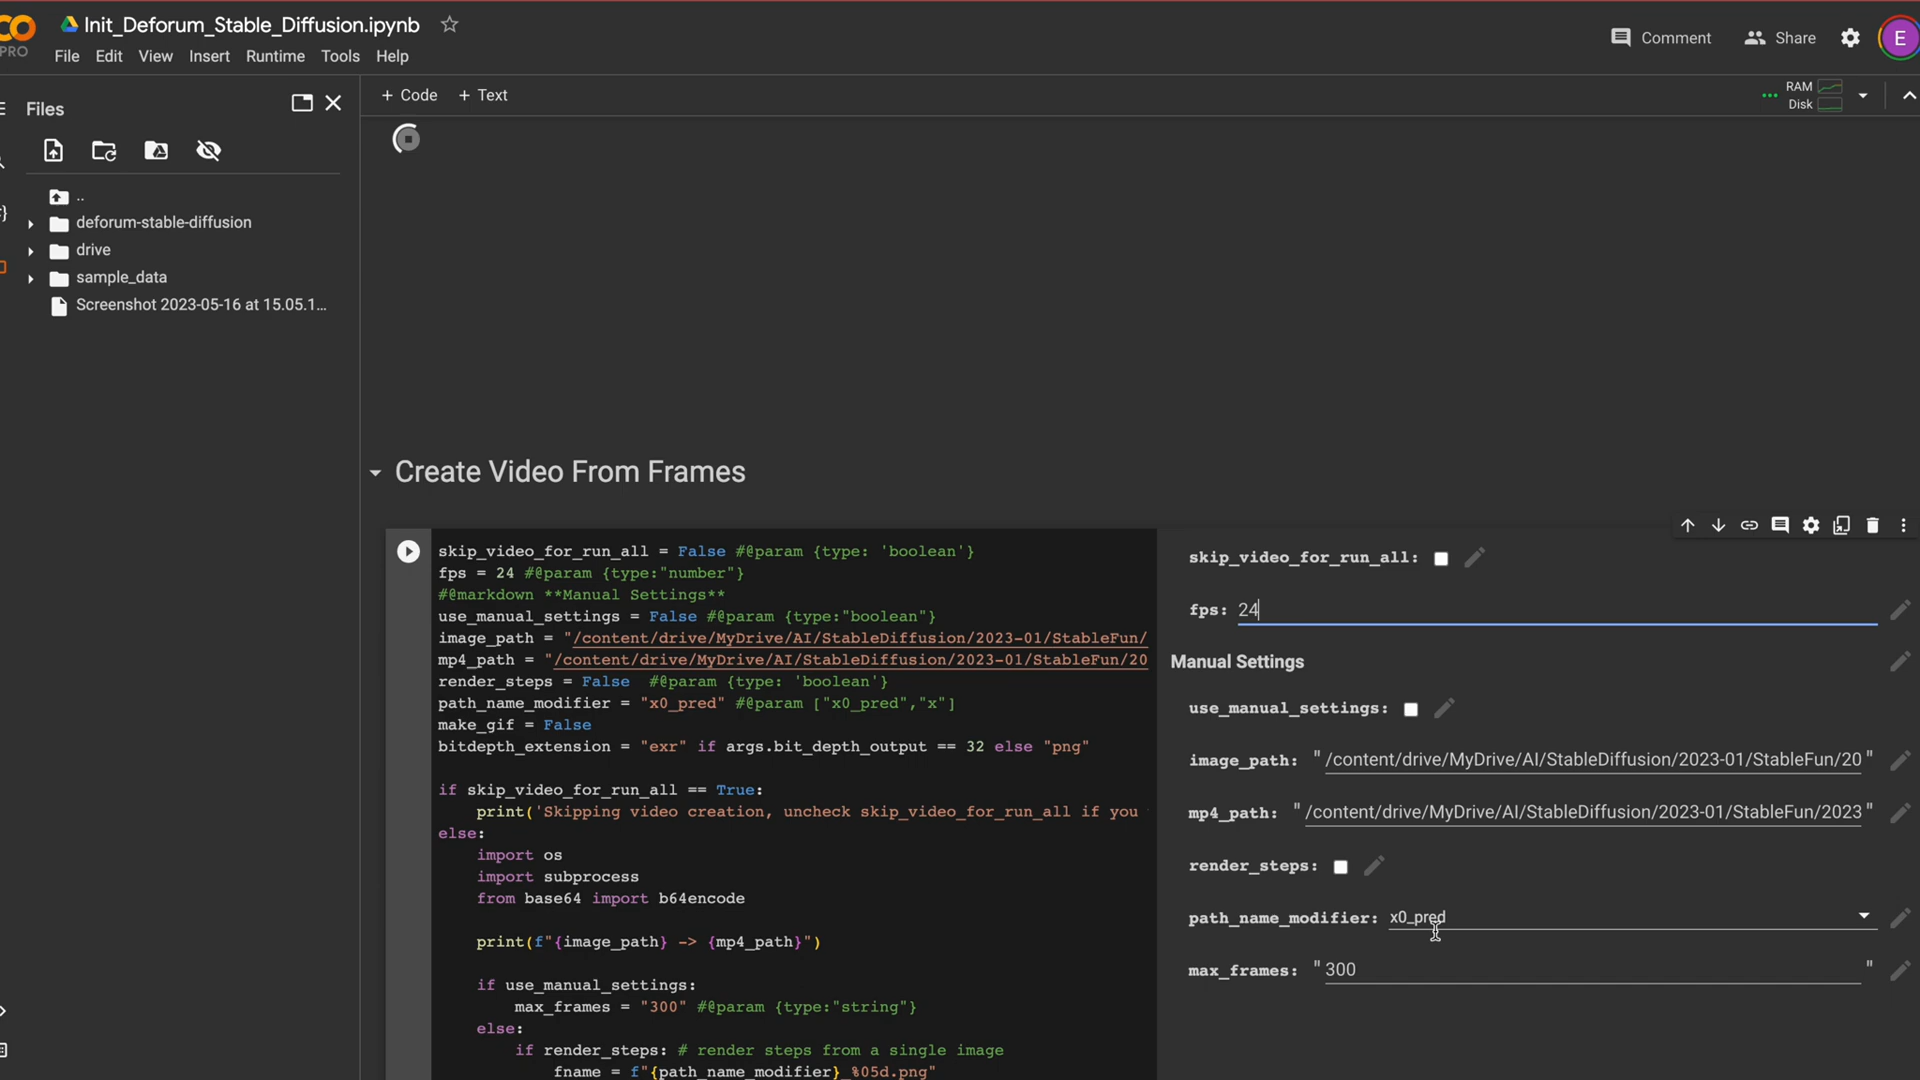 CO
PRO
Init_Deforum_Stable_Diffusion.ipynb
File Edit View Insert Runtime Tools Help
Comment
Share
E
Files
+ Code + Text
RAM
Disk
..
deforum-stable-diffusion
drive
sample_data
Screenshot 2023-05-16 at 15.05.1...
Create Video From Frames
skip_video_for_run_all = False #@param {type: 'boolean'}
fps = 24 #@param {type:"number"}
#@markdown **Manual Settings**
use_manual_settings = False #@param {type:"boolean"}
image_path = "/content/drive/MyDrive/AI/StableDiffusion/2023-01/StableFun/
mp4_path = "/content/drive/MyDrive/AI/StableDiffusion/2023-01/StableFun/20
render_steps = False  #@param {type: 'boolean'}
path_name_modifier = "x0_pred" #@param ["x0_pred","x"]
make_gif = False
bitdepth_extension = "exr" if args.bit_depth_output == 32 else "png"
if skip_video_for_run_all == True:
print('Skipping video creation, uncheck skip_video_for_run_all if you
else:
import os
import subprocess
from base64 import b64encode
print(f"{image_path} -> {mp4_path}")
if use_manual_settings:
max_frames = "300" #@param {type:"string"}
else:
if render_steps: # render steps from a single image
fname = f"{path_name_modifier}_%05d.png"
skip_video_for_run_all:
fps: 24
Manual Settings
use_manual_settings:
image_path: "/content/drive/MyDrive/AI/StableDiffusion/2023-01/StableFun/20"
mp4_path: "/content/drive/MyDrive/AI/StableDiffusion/2023-01/StableFun/2023"
render_steps:
path_name_modifier: x0_pred
max_frames: "300"